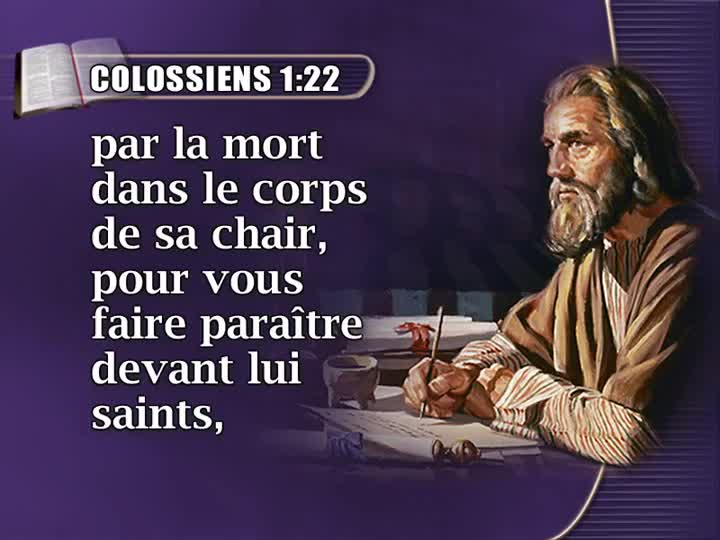 COLOSSIENS 1:22
par la mort
dans le corps
de sa chair,
pour vous
faire paraître
devant lui
saints,